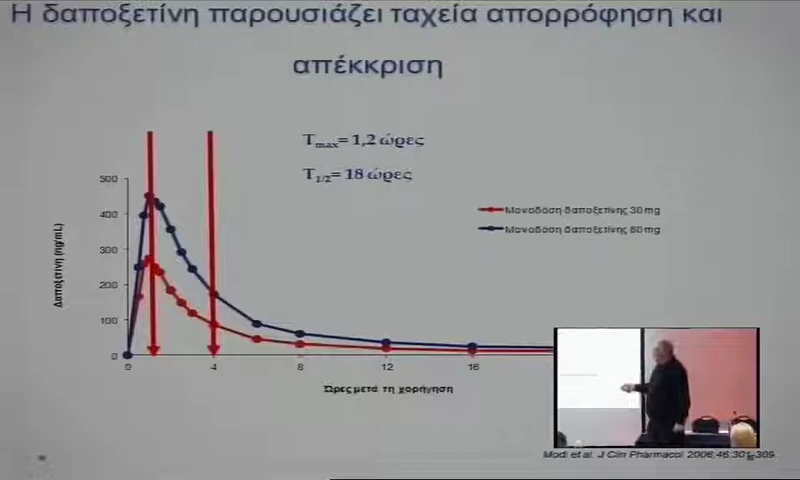 Η δαποξετίνη παρουσιάζει ταχεία απορρόφηση και
απέκκριση
Tmax= 1,2 ώρες
T1/2= 18 ώρες
500
400
300
200
100
0
Δαποξετίνη (ng/mL)
Μονοδόση δαποξετίνης 30 mg
Μονοδόση δαποξετίνης 60 mg
0 4 8 12 16
Ώρες μετά τη χορήγηση
Modi et al. J Clin Pharmacol 2006;46:301-309